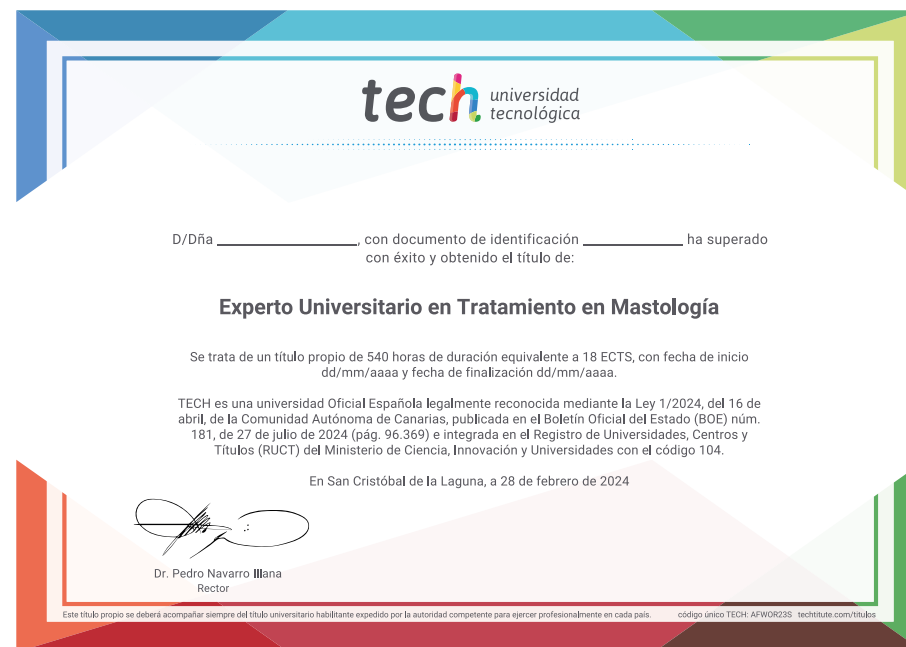 tech universidad
tecnológica
D/Dña ____________________, con documento de identificación ______________ ha superado
con éxito y obtenido el título de:
Experto Universitario en Tratamiento en Mastología
Se trata de un título propio de 540 horas de duración equivalente a 18 ECTS, con fecha de inicio
dd/mm/aaaa y fecha de finalización dd/mm/aaaa.
TECH es una universidad Oficial Española legalmente reconocida mediante la Ley 1/2024, del 16 de
abril, de la Comunidad Autónoma de Canarias, publicada en el Boletín Oficial del Estado (BOE) núm.
181, de 27 de julio de 2024 (pág. 96.369) e integrada en el Registro de Universidades, Centros y
Títulos (RUCT) del Ministerio de Ciencia, Innovación y Universidades con el código 104.
En San Cristóbal de la Laguna, a 28 de febrero de 2024
Dr. Pedro Navarro Illana
Rector
Este título propio se deberá acompañar siempre del título universitario habilitante expedido por la autoridad competente para ejercer profesionalmente en cada país. código único TECH: AFWOR23S techtitute.com/titulos